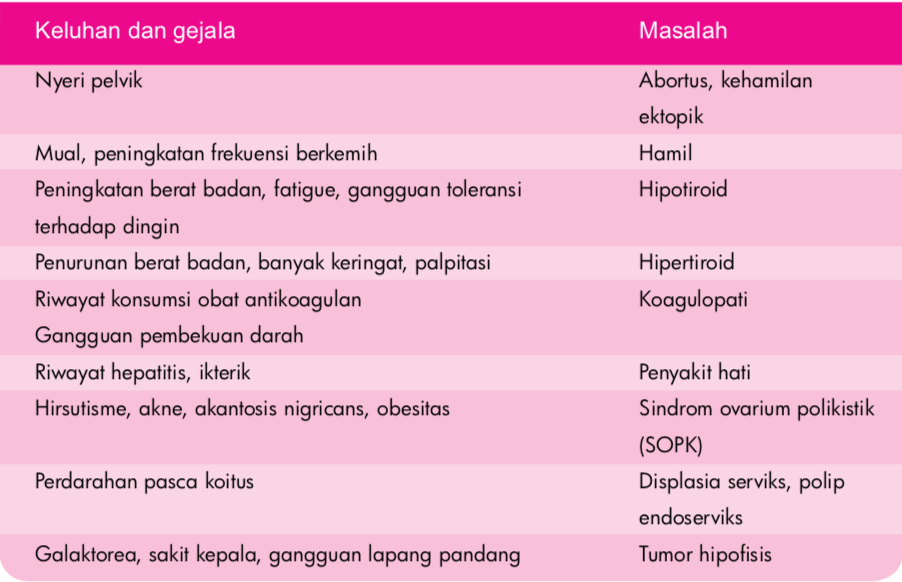 Keluhan dan gejala Masalah
Nyeri pelvik Abortus, kehamilan
ektopik
Mual, peningkatan frekuensi berkemih Hamil
Peningkatan berat badan, fatigue, gangguan toleransi Hipotiroid
terhadap dingin
Penurunan berat badan, banyak keringat, palpitasi Hipertiroid
Riwayat konsumsi obat antikoagulan Koagulopati
Gangguan pembekuan darah
Riwayat hepatitis, ikterik Penyakit hati
Hirsutisme, akne, akantosis nigricans, obesitas Sindrom ovarium polikistik
(SOPK)
Perdarahan pasca koitus Displasia serviks, polip
endoserviks
Galaktorea, sakit kepala, gangguan lapang pandang Tumor hipofisis